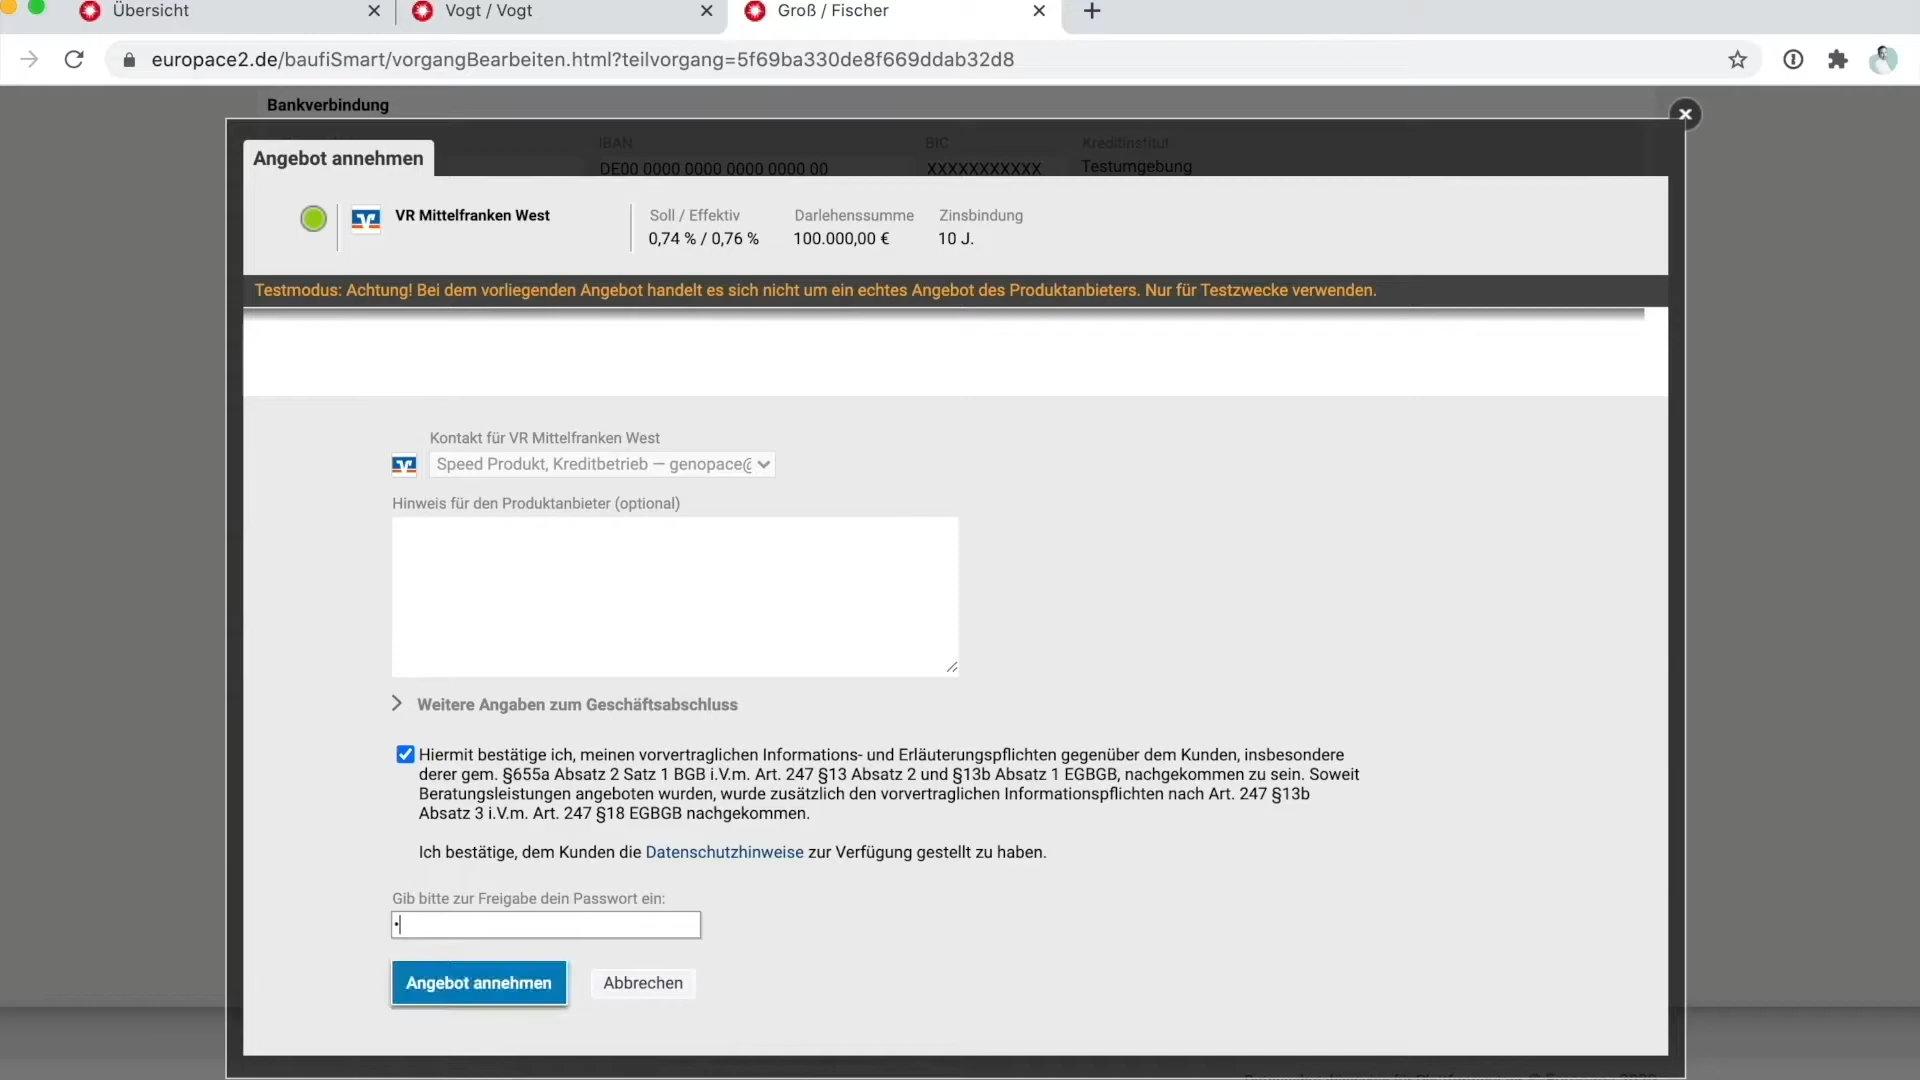 Übersicht
Vogt / Vogt
Groß / Fischer
europace2.de/baufiSmart/vorgangBearbeiten.html?teilvorgang=5f69ba330de8f669ddab32d8
Bankverbindung
IBAN BIC Kreditinstitut
DE00 0000 0000 0000 0000 00 XXXXXXXXXXX Testumgebung
Angebot annehmen
VR Mittelfranken West
Soll / Effektiv Darlehenssumme Zinsbindung
0,74 % / 0,76 % 100.000,00 € 10 J.
Testmodus: Achtung! Bei dem vorliegenden Angebot handelt es sich nicht um ein echtes Angebot des Produktanbieters. Nur für Testzwecke verwenden.
Kontakt für VR Mittelfranken West
Speed Produkt, Kreditbetrieb — genopace@
Hinweis für den Produktanbieter (optional)
Weitere Angaben zum Geschäftsabschluss
Hiermit bestätige ich, meinen vorvertraglichen Informations- und Erläuterungspflichten gegenüber dem Kunden, insbesondere
derer gem. §655a Absatz 2 Satz 1 BGB i.V.m. Art. 247 §13 Absatz 2 und §13b Absatz 1 EGBGB, nachgekommen zu sein. Soweit
Beratungsleistungen angeboten wurden, wurde zusätzlich den vorvertraglichen Informationspflichten nach Art. 247 §13b
Absatz 3 i.V.m. Art. 247 §18 EGBGB nachgekommen.
Ich bestätige, dem Kunden die Datenschutzhinweise zur Verfügung gestellt zu haben.
Gib bitte zur Freigabe dein Passwort ein:
Angebot annehmen
Abbrechen